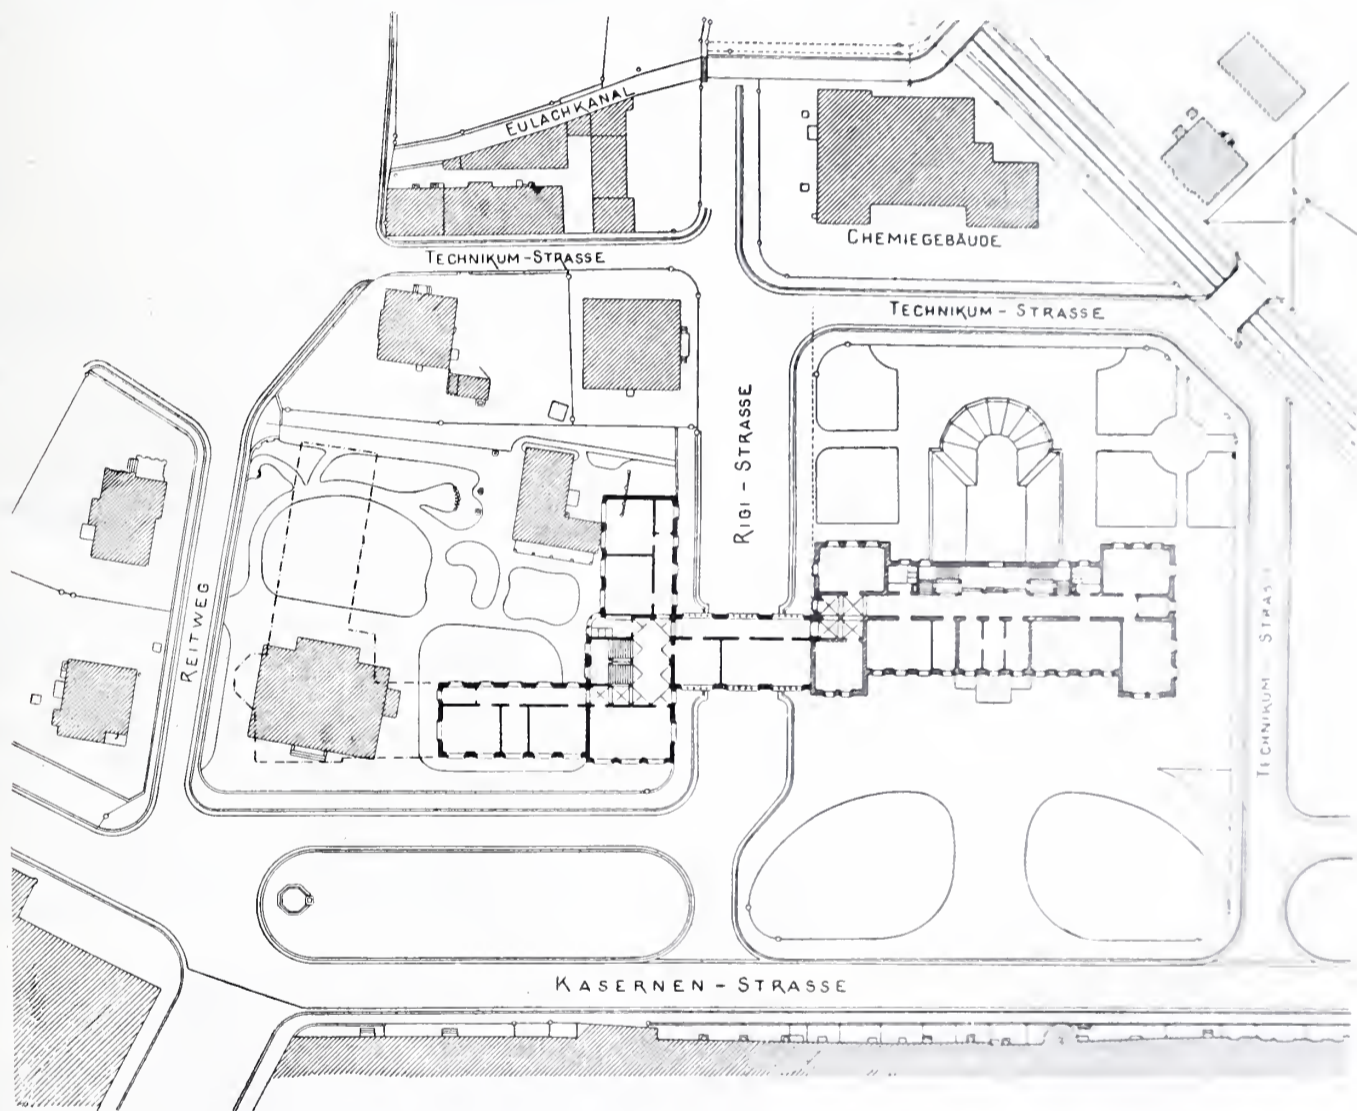 EULACHKANAL
CHEMIEGEBÄUDE
TECHNIKUM-STRASSE
TECHNIKUM - STRASSE
RIGI - STRASSE
REITWEG
TECHNIKUM - STRASSE
KASERNEN - STRASSE